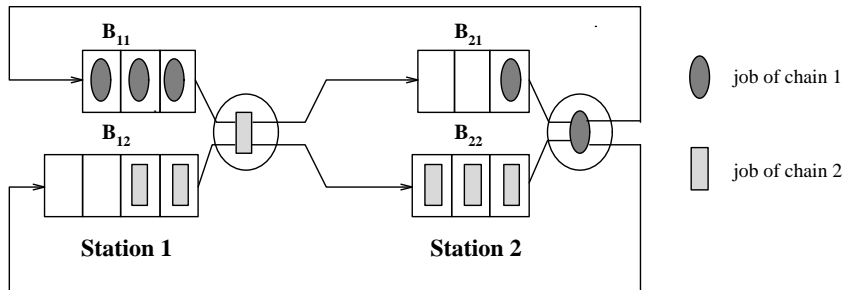 B11
B21
job of chain 1
B12
B22
job of chain 2
Station 1
Station 2